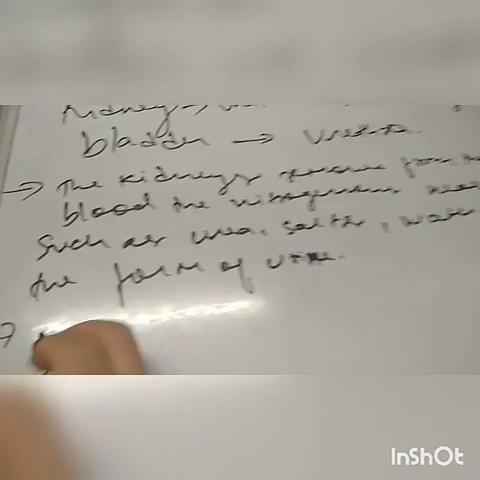 Kidneys,
bladder → Urethra.
→ The kidneys remove from the
blood the nitrogenous
Such as urea, salts, water
the form of urine.
→
InShOt